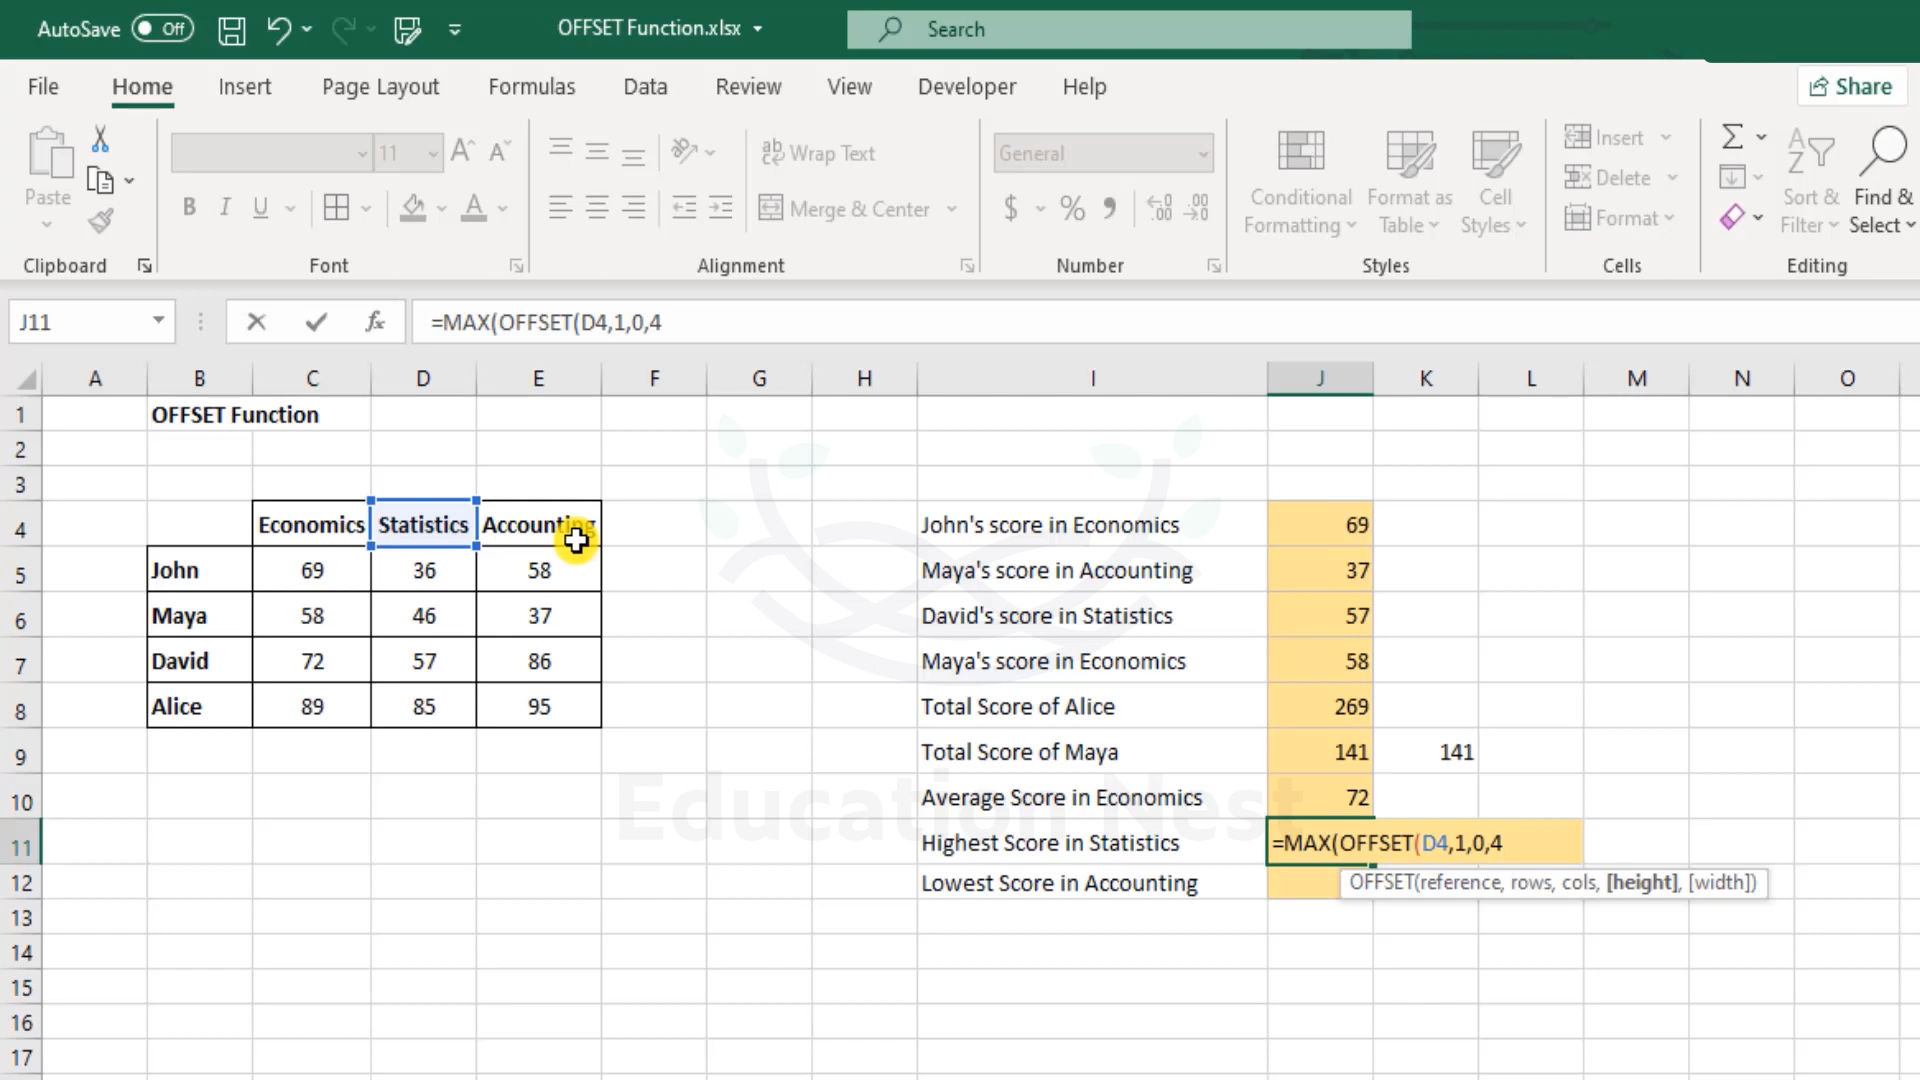 AutoSave Off OFFSET Function.xlsx Search
File Home Insert Page Layout Formulas Data Review View Developer Help Share
Paste 11 Wrap Text General Conditional Formatting Format as Table Cell Styles Insert Delete Format Sort & Filter Find & Select
B I U Merge & Center $ % 9
Clipboard Font Alignment Number Styles Cells Editing
J11 fx =MAX(OFFSET(D4,1,0,4
A B C D E F G H I J K L M N O
1 OFFSET Function
2
3
4 Economics Statistics Accounting John's score in Economics 69
5 John 69 36 58 Maya's score in Accounting 37
6 Maya 58 46 37 David's score in Statistics 57
7 David 72 57 86 Maya's score in Economics 58
8 Alice 89 85 95 Total Score of Alice 269
9 Total Score of Maya 141 141
10 Average Score in Economics 72
Education Nest
11 Highest Score in Statistics =MAX(OFFSET(D4,1,0,4
12 Lowest Score in Accounting OFFSET(reference, rows, cols, [height], [width])
13
14
15
16
17